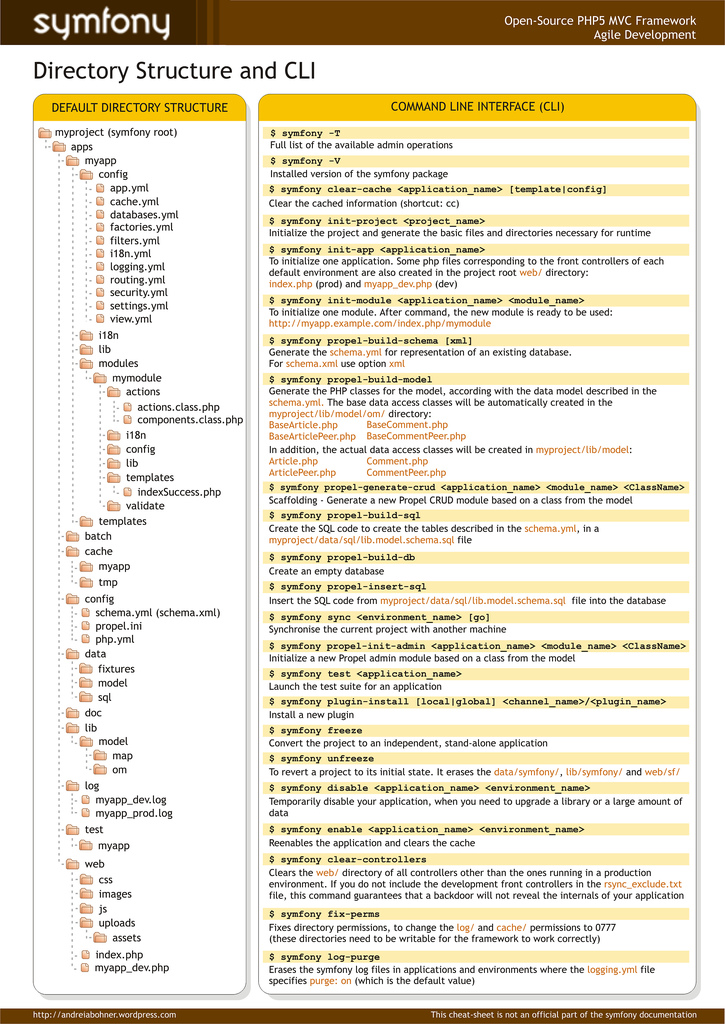 symfony
Open-Source PHP5 MVC Framework
Agile Development
Directory Structure and CLI
DEFAULT DIRECTORY STRUCTURE
myproject (symfony root)
apps
myapp
config
app.yml
cache.yml
databases.yml
factories.yml
filters.yml
i18n.yml
logging.yml
routing.yml
security.yml
settings.yml
view.yml
i18n
lib
modules
mymodule
actions
actions.class.php
components.class.php
i18n
config
lib
templates
indexSuccess.php
validate
templates
batch
cache
myapp
tmp
config
schema.yml (schema.xml)
propel.ini
php.yml
data
fixtures
model
sql
doc
lib
model
map
om
log
myapp_dev.log
myapp_prod.log
test
myapp
web
css
images
js
uploads
assets
index.php
myapp_dev.php
COMMAND LINE INTERFACE (CLI)
$ symfony -T
Full list of the available admin operations
$ symfony -V
Installed version of the symfony package
$ symfony clear-cache <application_name> [template|config]
Clear the cached information (shortcut: cc)
$ symfony init-project <project_name>
Initialize the project and generate the basic files and directories necessary for runtime
$ symfony init-app <application_name>
To initialize one application. Some php files corresponding to the front controllers of each
default environment are also created in the project root web/ directory:
index.php (prod) and myapp_dev.php (dev)
$ symfony init-module <application_name> <module_name>
To initialize one module. After command, the new module is ready to be used:
http://myapp.example.com/index.php/mymodule
$ symfony propel-build-schema [xml]
Generate the schema.yml for representation of an existing database.
For schema.xml use option xml
$ symfony propel-build-model
Generate the PHP classes for the model, according with the data model described in the
schema.yml. The base data access classes will be automatically created in the
myproject/lib/model/om/ directory:
BaseArticle.php BaseComment.php
BaseArticlePeer.php BaseCommentPeer.php
In addition, the actual data access classes will be created in myproject/lib/model:
Article.php Comment.php
ArticlePeer.php CommentPeer.php
$ symfony propel-generate-crud <application_name> <module_name> <ClassName>
Scaffolding - Generate a new Propel CRUD module based on a class from the model
$ symfony propel-build-sql
Create the SQL code to create the tables described in the schema.yml, in a
myproject/data/sql/lib.model.schema.sql file
$ symfony propel-build-db
Create an empty database
$ symfony propel-insert-sql
Insert the SQL code from myproject/data/sql/lib.model.schema.sql file into the database
$ symfony sync <environment_name> [go]
Synchronise the current project with another machine
$ symfony propel-init-admin <application_name> <module_name> <ClassName>
Initialize a new Propel admin module based on a class from the model
$ symfony test <application_name>
Launch the test suite for an application
$ symfony plugin-install [local|global] <channel_name>/<plugin_name>
Install a new plugin
$ symfony freeze
Convert the project to an independent, stand-alone application
$ symfony unfreeze
To revert a project to its initial state. It erases the data/symfony/, lib/symfony/ and web/sf/
$ symfony disable <application_name> <environment_name>
Temporarily disable your application, when you need to upgrade a library or a large amount of
data
$ symfony enable <application_name> <environment_name>
Reenables the application and clears the cache
$ symfony clear-controllers
Clears the web/ directory of all controllers other than the ones running in a production
environment. If you do not include the development front controllers in the rsync_exclude.txt
file, this command guarantees that a backdoor will not reveal the internals of your application
$ symfony fix-perms
Fixes directory permissions, to change the log/ and cache/ permissions to 0777
(these directories need to be writable for the framework to work correctly)
$ symfony log-purge
Erases the symfony log files in applications and environments where the logging.yml file
specifies purge: on (which is the default value)
http://andreiabohner.wordpress.com
This cheat-sheet is not an official part of the symfony documentation